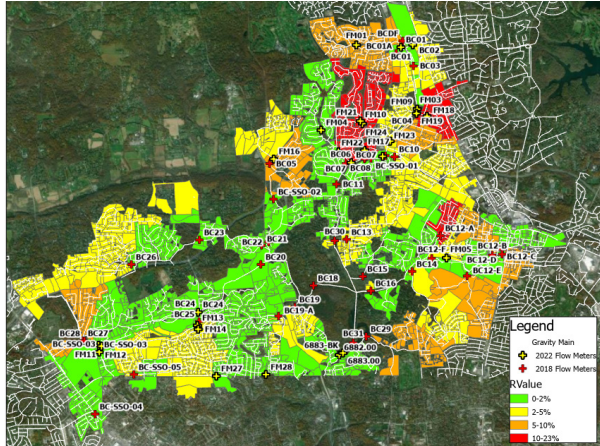 FM01
BCDF
BC01
BC01A
BC02
BC01
BC03
FM09
FM03
FM21
FM10
FM18
FM04
BC04
FM19
FM24
FM22
FM17
FM23
FM16
BC06
BC07
BC10
BC05
BC07
BC08
BC-SSO-01
BC-SSO-02
BC11
BC23
BC21
BC22
BC30
BC13
BC12-A
BC12-F
FM05
BC12-B
BC12-C
BC12-D
BC26
BC20
BC14
BC12-E
BC15
BC18
BC16
BC24
BC24
BC19
BC25
FM13
BC19-A
FM14
BC28
BC27
BC-SSO-03
BC-SSO-03
FM11
FM12
BC31
BC29
6883-BK
6882.00
6883.00
BC-SSO-05
FM27
FM28
BC-SSO-04
Legend
Gravity Main
2022 Flow Meters
2018 Flow Meters
RValue
0-2%
2-5%
5-10%
10-23%